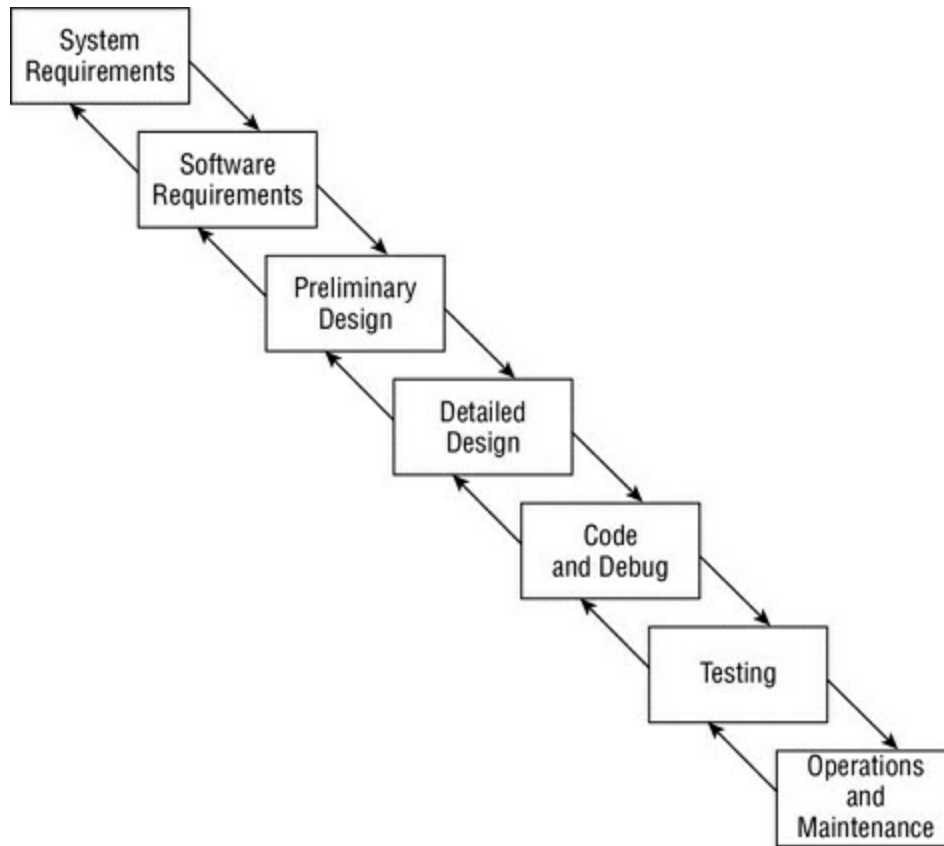 System
Requirements
Software
Requirements
Preliminary
Design
Detailed
Design
Code
and Debug
Testing
Operations
and
Maintenance